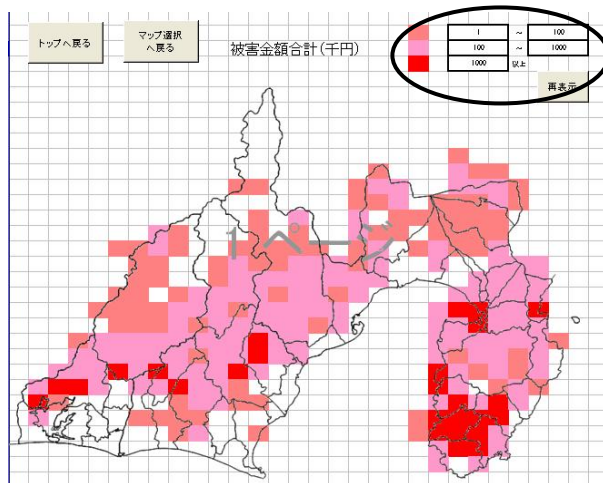 トップへ戻る
マップ選択
へ戻る
被害金額合計(千円)
1 ～ 100
100 ～ 1000
1000 以上
再表示
1 ページ